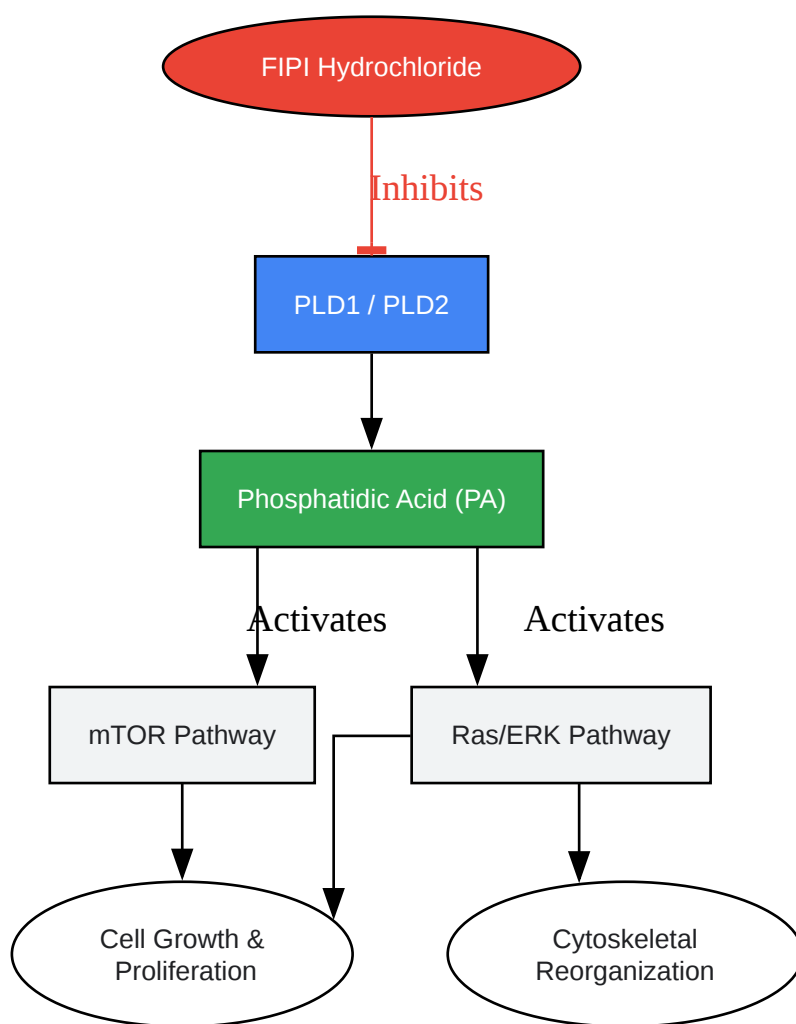 FIPI Hydrochloride
Inhibits
PLD1 / PLD2
Phosphatidic Acid (PA)
Activates
Activates
mTOR Pathway
Ras/ERK Pathway
Cell Growth &
Proliferation
Cytoskeletal
Reorganization